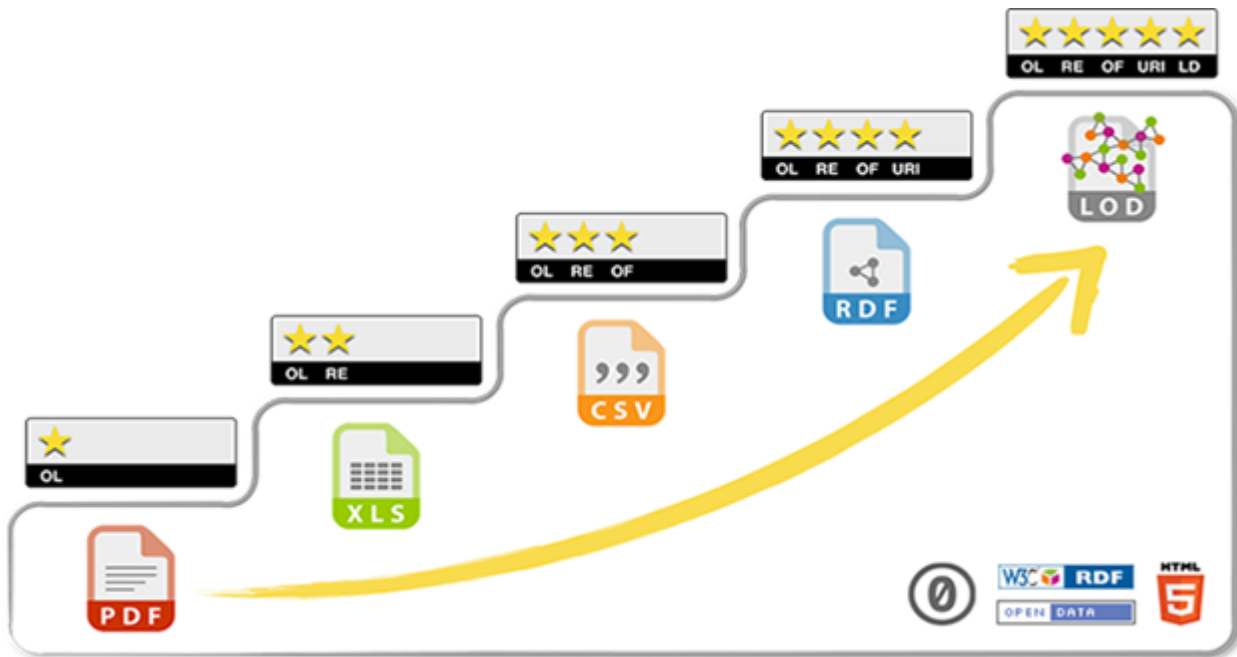 OL RE OF URI LD
LOD
OL RE OF URI
RDF
OL RE OF
,,,
CSV
OL RE
XLS
OL
PDF
0
W3C RDF
OPEN DATA
HTML
5